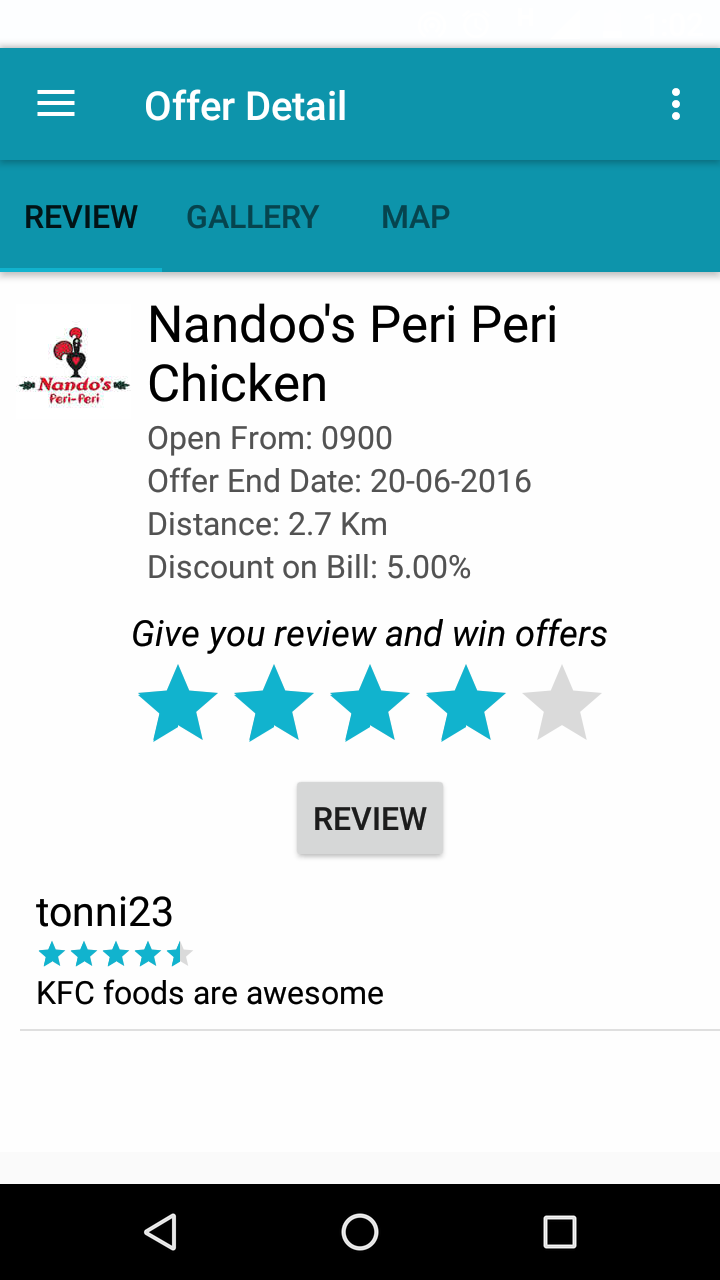 Offer Detail
REVIEW GALLERY MAP
Nandoo's Peri Peri
Chicken
Nando's
Peri-Peri
Open From: 0900
Offer End Date: 20-06-2016
Distance: 2.7 Km
Discount on Bill: 5.00%
Give you review and win offers
REVIEW
tonni23
KFC foods are awesome